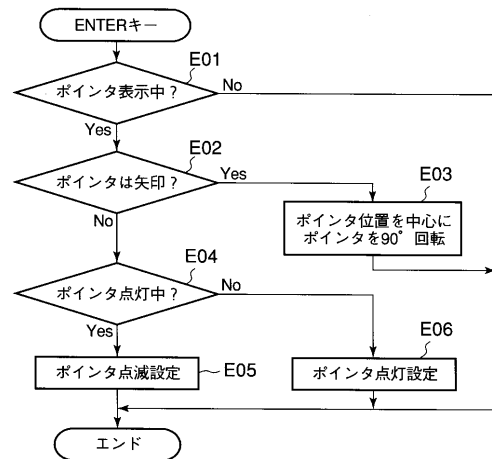 ENTERキー
E01
ポインタ表示中?
No
Yes
E02
ポインタは矢印?
Yes
No
E03
ポインタ位置を中心に
ポインタを90°回転
E04
ポインタ点灯中?
No
Yes
E05
ポインタ点滅設定
E06
ポインタ点灯設定
エンド